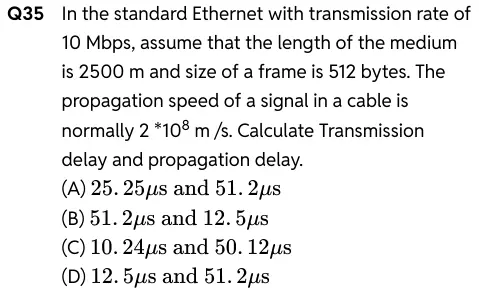 Q35 In the standard Ethernet with transmission rate of
10 Mbps, assume that the length of the medium
is 2500 m and size of a frame is 512 bytes. The
propagation speed of a signal in a cable is
normally 2 *10⁸ m /s. Calculate Transmission
delay and propagation delay.
(A) 25. 25μs and 51. 2μs
(B) 51. 2μs and 12. 5μs
(C) 10. 24μs and 50. 12μs
(D) 12. 5μs and 51. 2μs